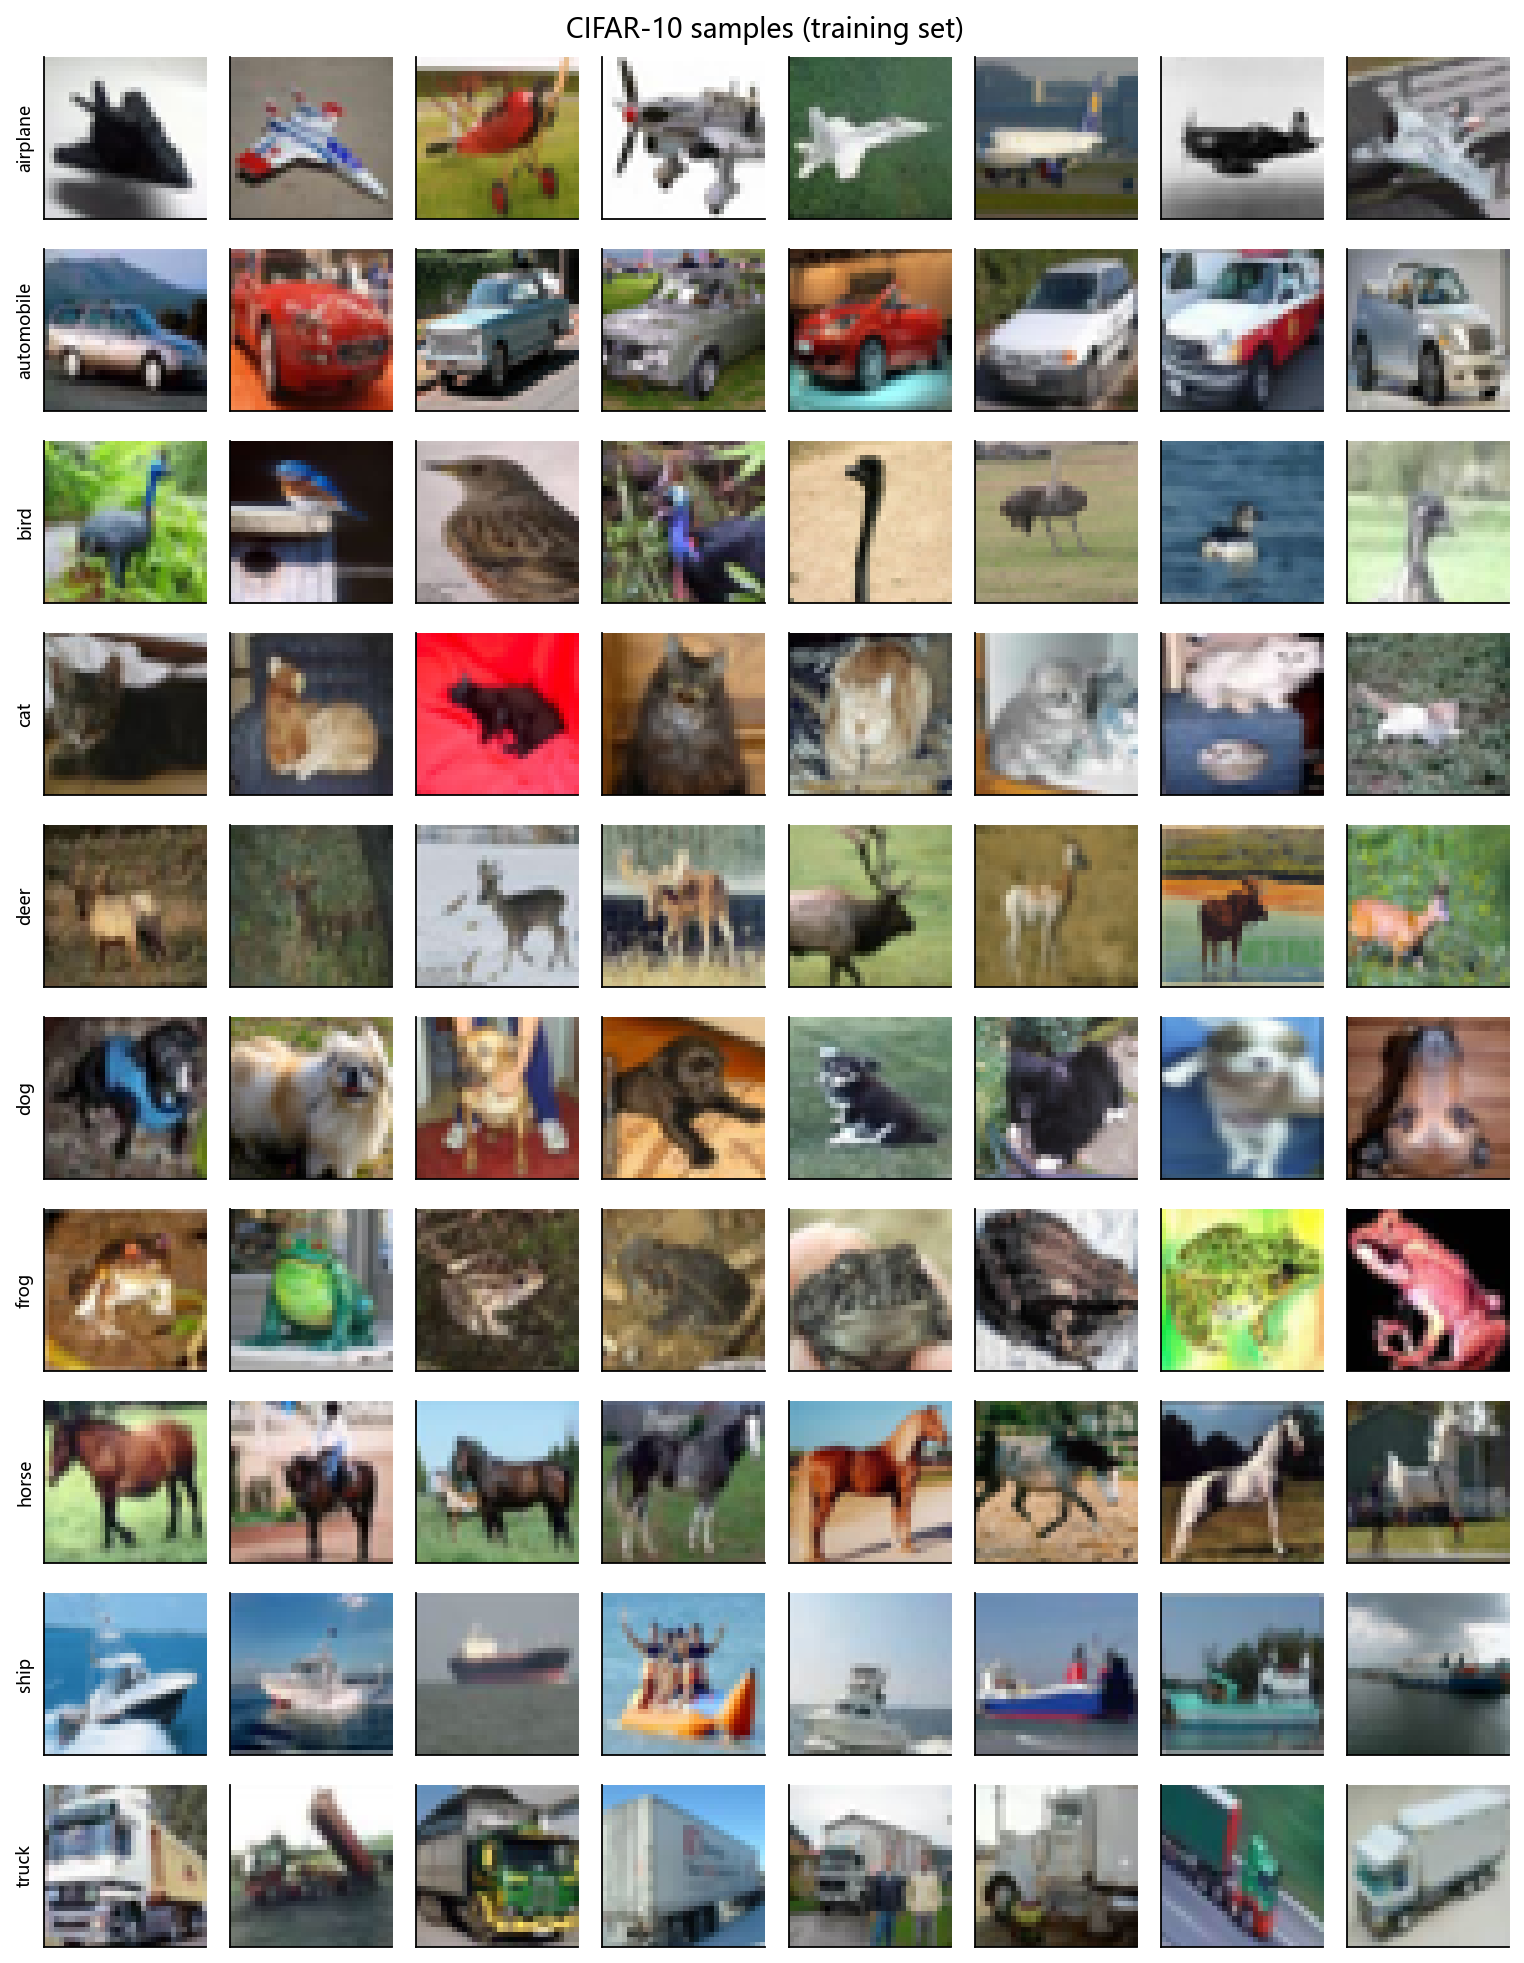 CIFAR-10 samples (training set)
airplane
automobile
bird
cat
deer
dog
frog
horse
ship
truck